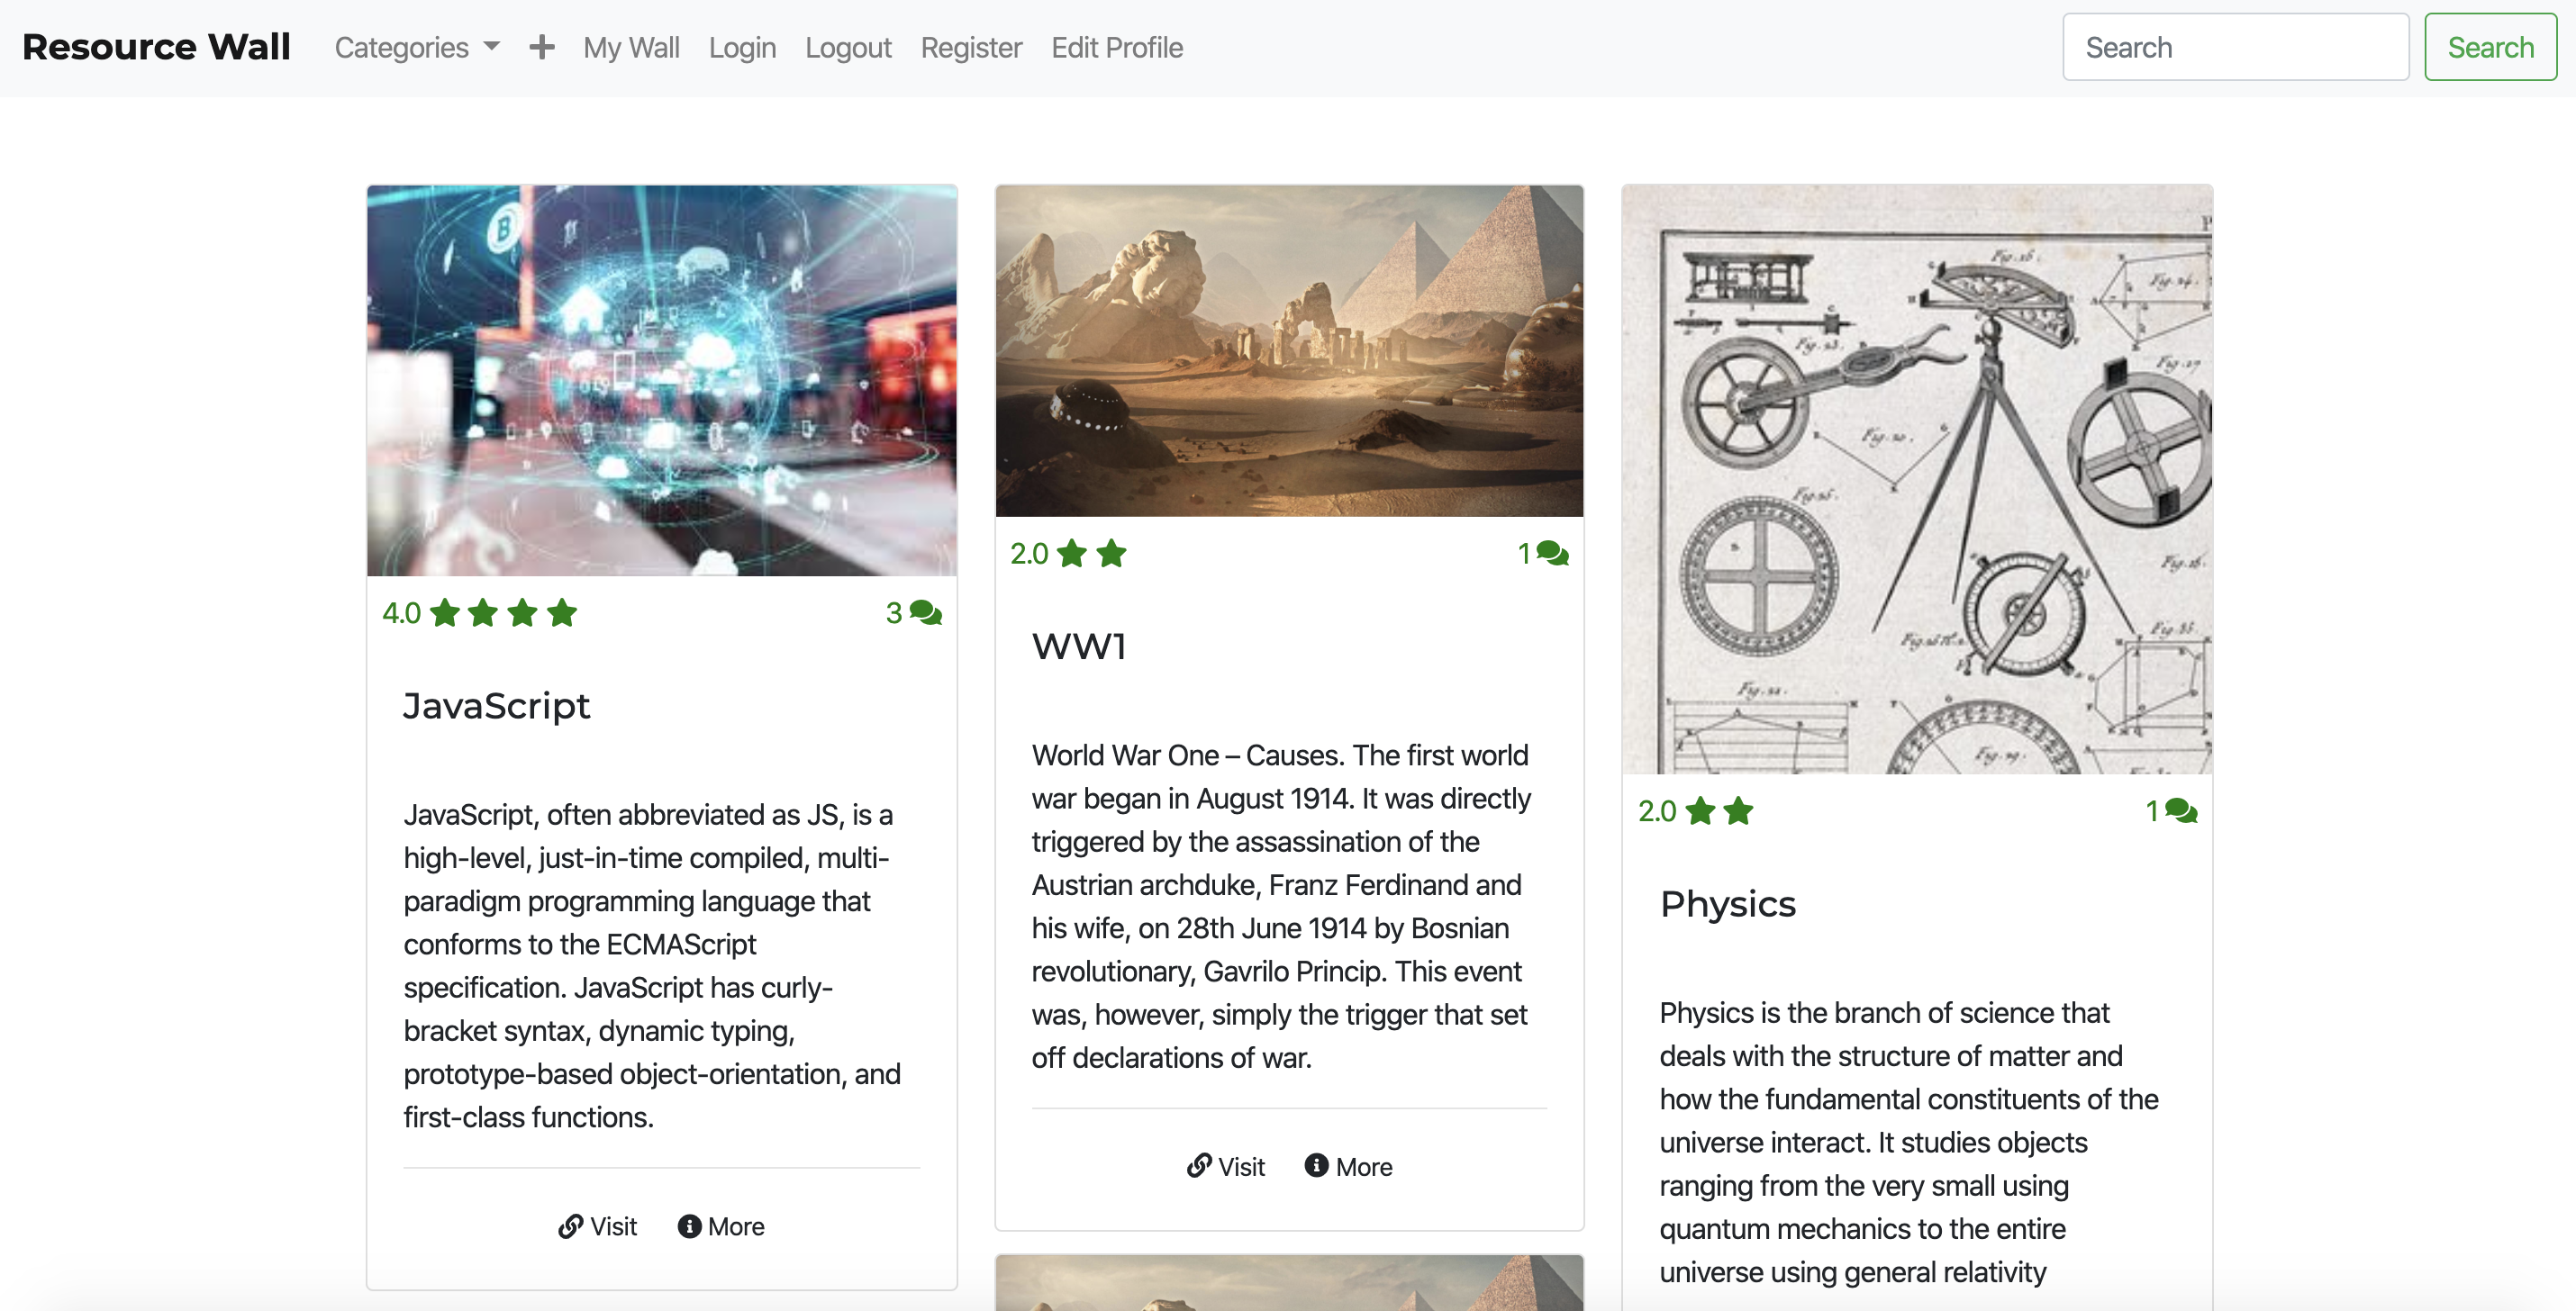 Resource Wall Categories My Wall Login Logout Register Edit Profile Search Search
4.0 3
JavaScript
JavaScript, often abbreviated as JS, is a
high-level, just-in-time compiled, multi-
paradigm programming language that
conforms to the ECMAScript
specification. JavaScript has curly-
bracket syntax, dynamic typing,
prototype-based object-orientation, and
first-class functions.
Visit More
2.0 1
WW1
World War One – Causes. The first world
war began in August 1914. It was directly
triggered by the assassination of the
Austrian archduke, Franz Ferdinand and
his wife, on 28th June 1914 by Bosnian
revolutionary, Gavrilo Princip. This event
was, however, simply the trigger that set
off declarations of war.
Visit More
2.0 1
Physics
Physics is the branch of science that
deals with the structure of matter and
how the fundamental constituents of the
universe interact. It studies objects
ranging from the very small using
quantum mechanics to the entire
universe using general relativity